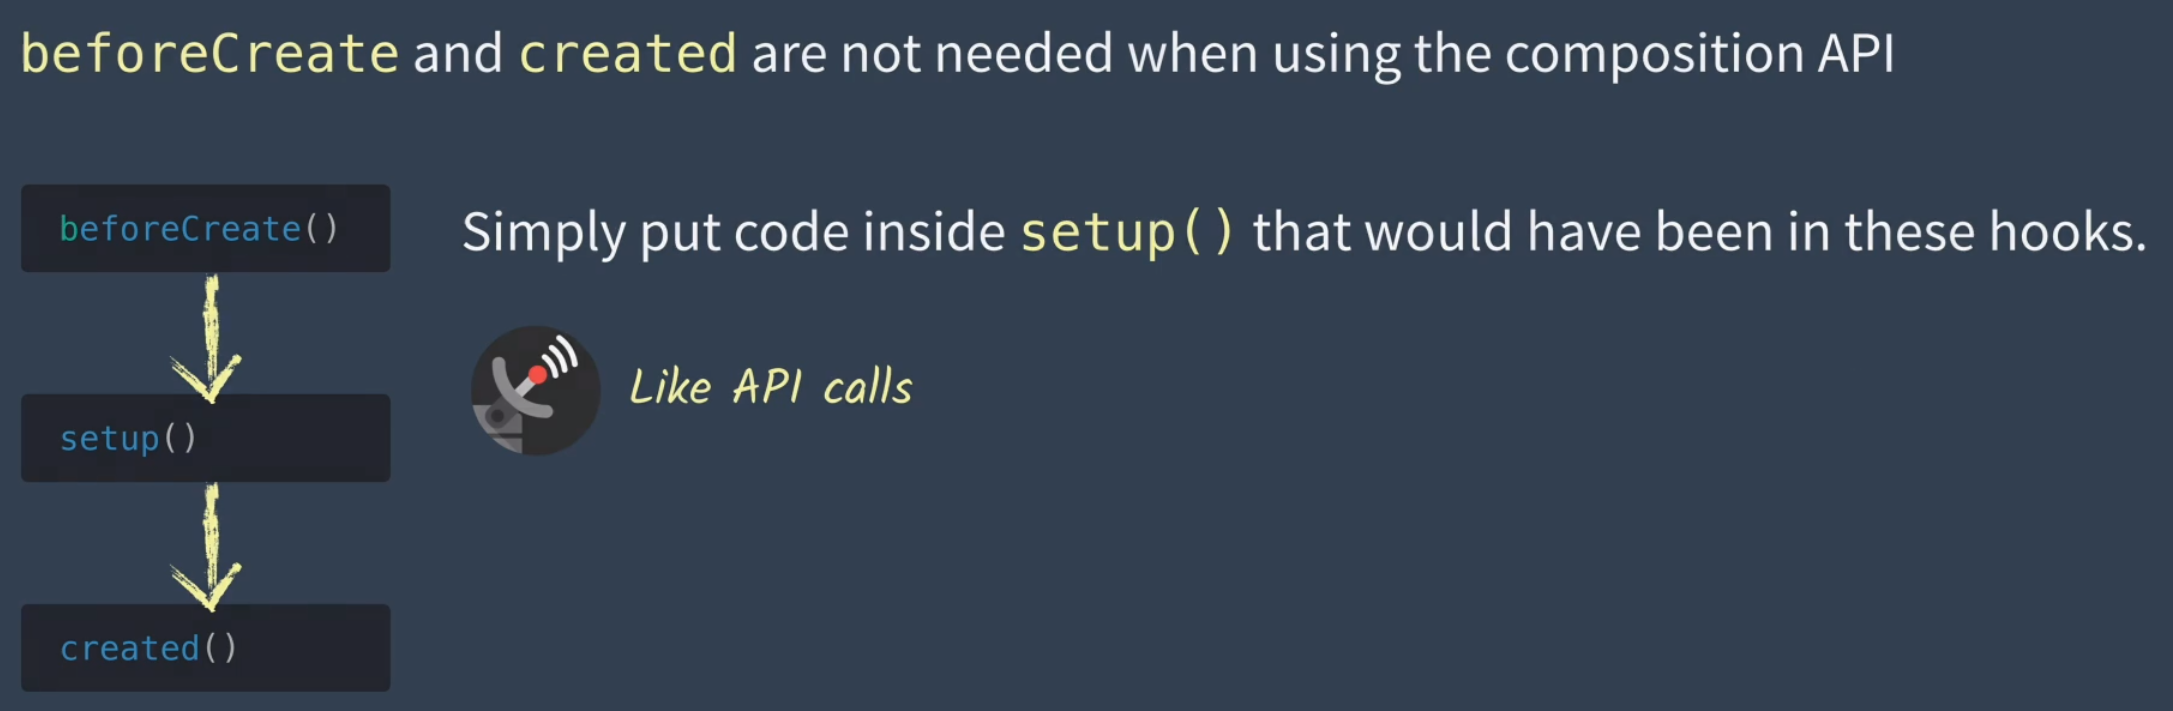 beforeCreate and created are not needed when using the composition API
beforeCreate()
Simply put code inside setup() that would have been in these hooks.
Like API calls
setup()
created()